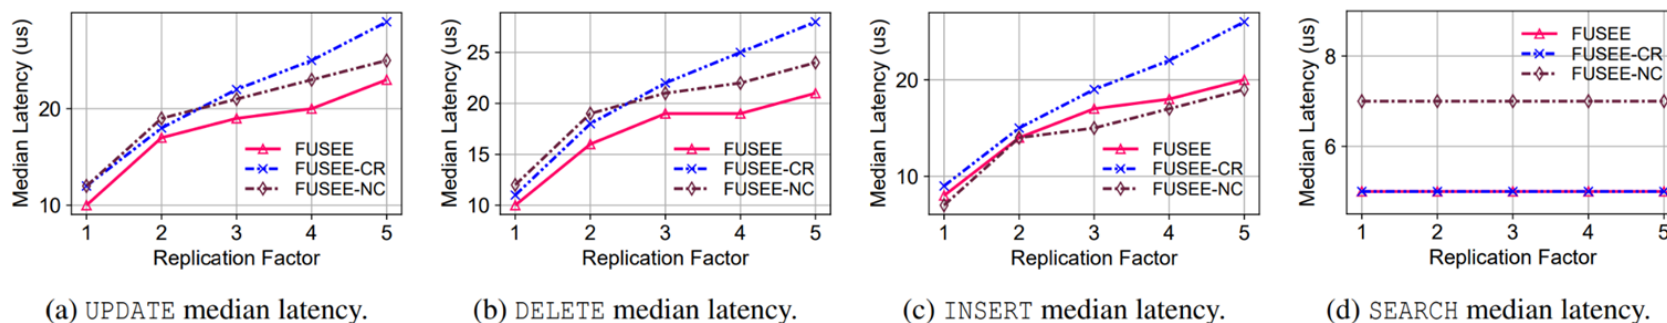 Median Latency (us)
20
10
1 2 3 4 5
Replication Factor
FUSEE
FUSEE-CR
FUSEE-NC
(a) UPDATE median latency.
Median Latency (us)
25
20
15
10
1 2 3 4 5
Replication Factor
FUSEE
FUSEE-CR
FUSEE-NC
(b) DELETE median latency.
Median Latency (us)
20
10
1 2 3 4 5
Replication Factor
FUSEE
FUSEE-CR
FUSEE-NC
(c) INSERT median latency.
Median Latency (us)
8
6
1 2 3 4 5
Replication Factor
FUSEE
FUSEE-CR
FUSEE-NC
(d) SEARCH median latency.